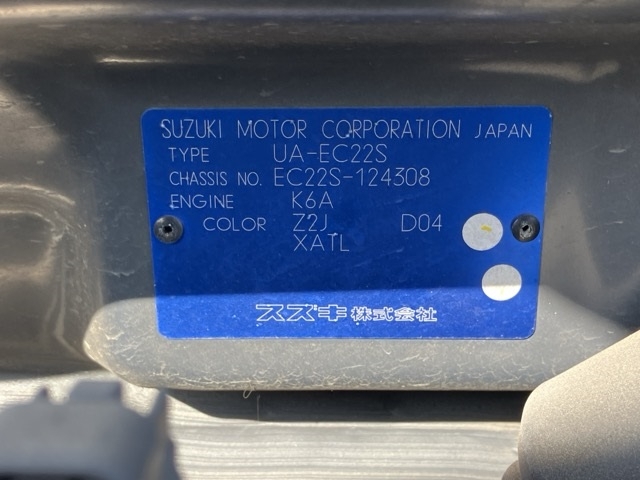 SUZUKI MOTOR CORPORATION JAPAN
TYPE UA-EC22S
CHASSIS NO. EC22S-124308
ENGINE K6A
COLOR Z2J D04
XATL
スズキ株式会社